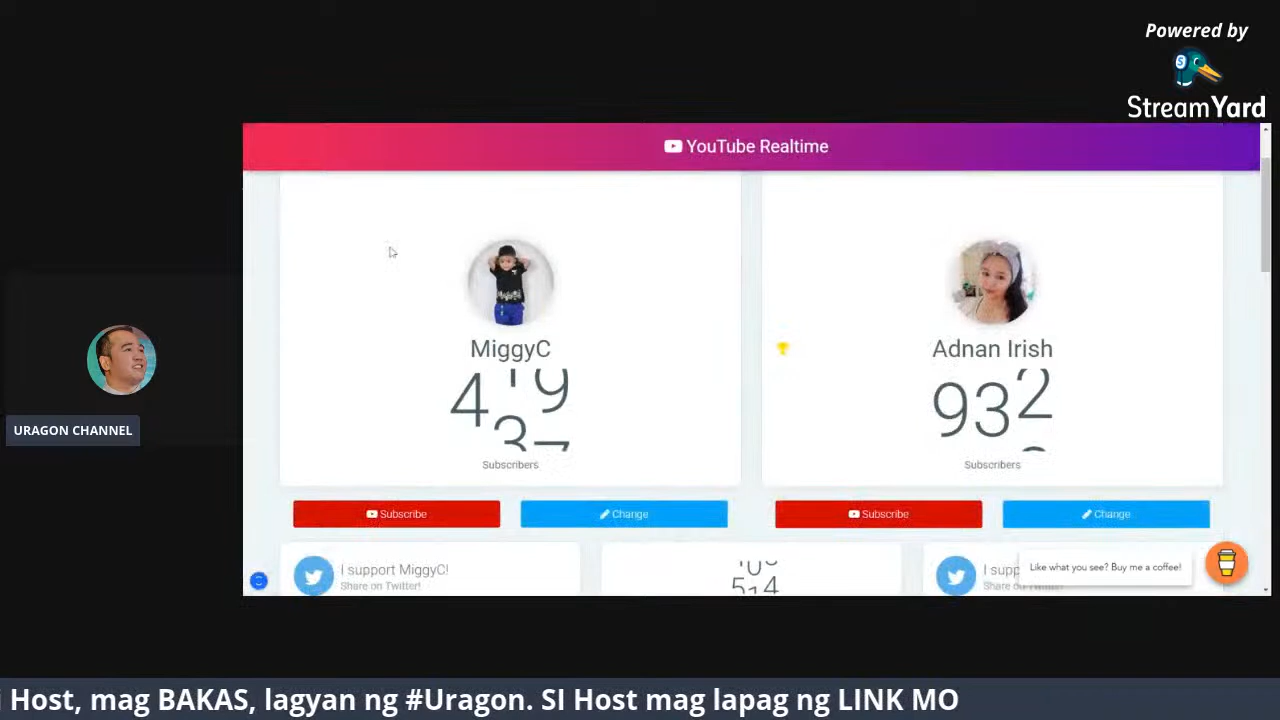 Powered by
StreamYard
YouTube Realtime
MiggyC
Adnan Irish
4
932
Subscribers
Subscribers
Subscribe
Change
Subscribe
Change
I support MiggyC!
Share on Twitter!
Like what you see? Buy me a coffee!
URAGON CHANNEL
Host, mag BAKAS, lagyan ng #Uragon. SI Host mag lapag ng LINK MO